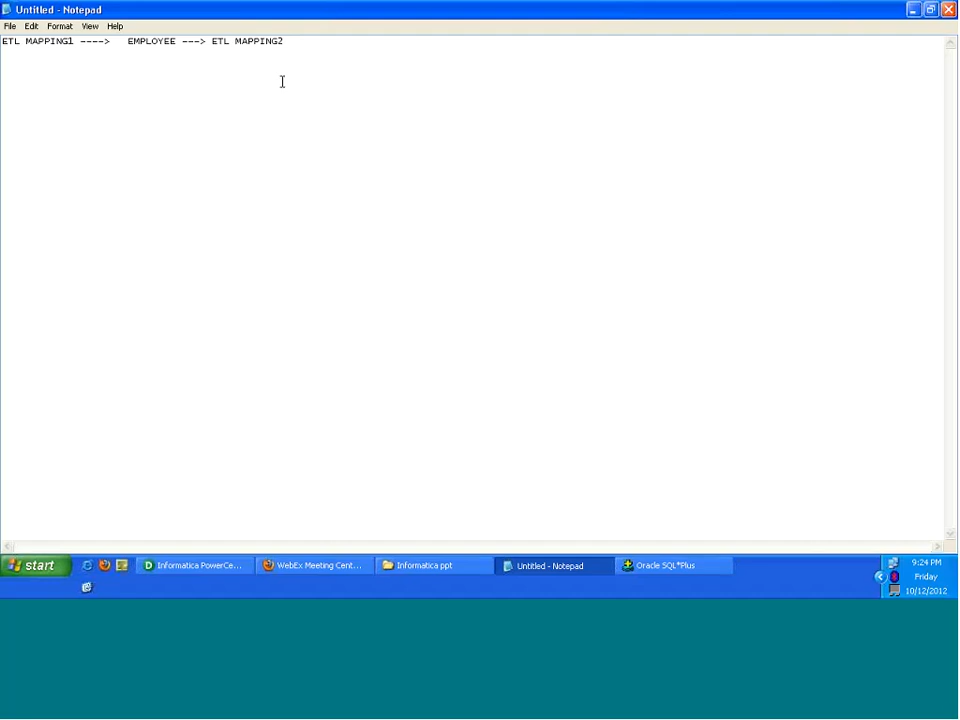 Untitled - Notepad
File Edit Format View Help
ETL MAPPING1 ---->   EMPLOYEE ---> ETL MAPPING2
start Informatica PowerCe... WebEx Meeting Cent... Informatica ppt Untitled - Notepad Oracle SQL*Plus 9:24 PM
Friday
10/12/2012